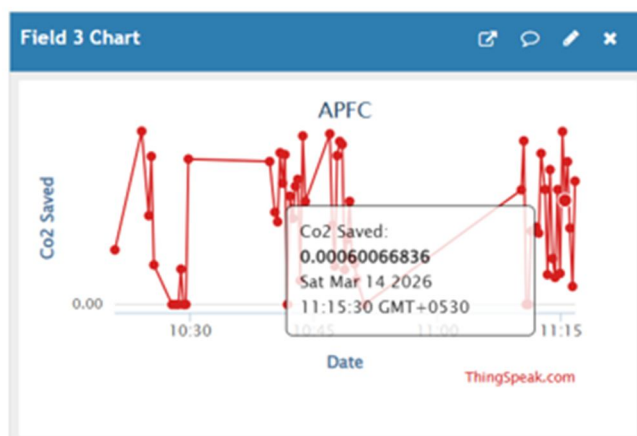 Field 3 Chart
APFC
Co2 Saved
Co2 Saved:
0.00060066836
Sat Mar 14 2026
11:15:30 GMT+0530
0.00
10:30
10:45
11:00
11:15
Date
ThingSpeak.com